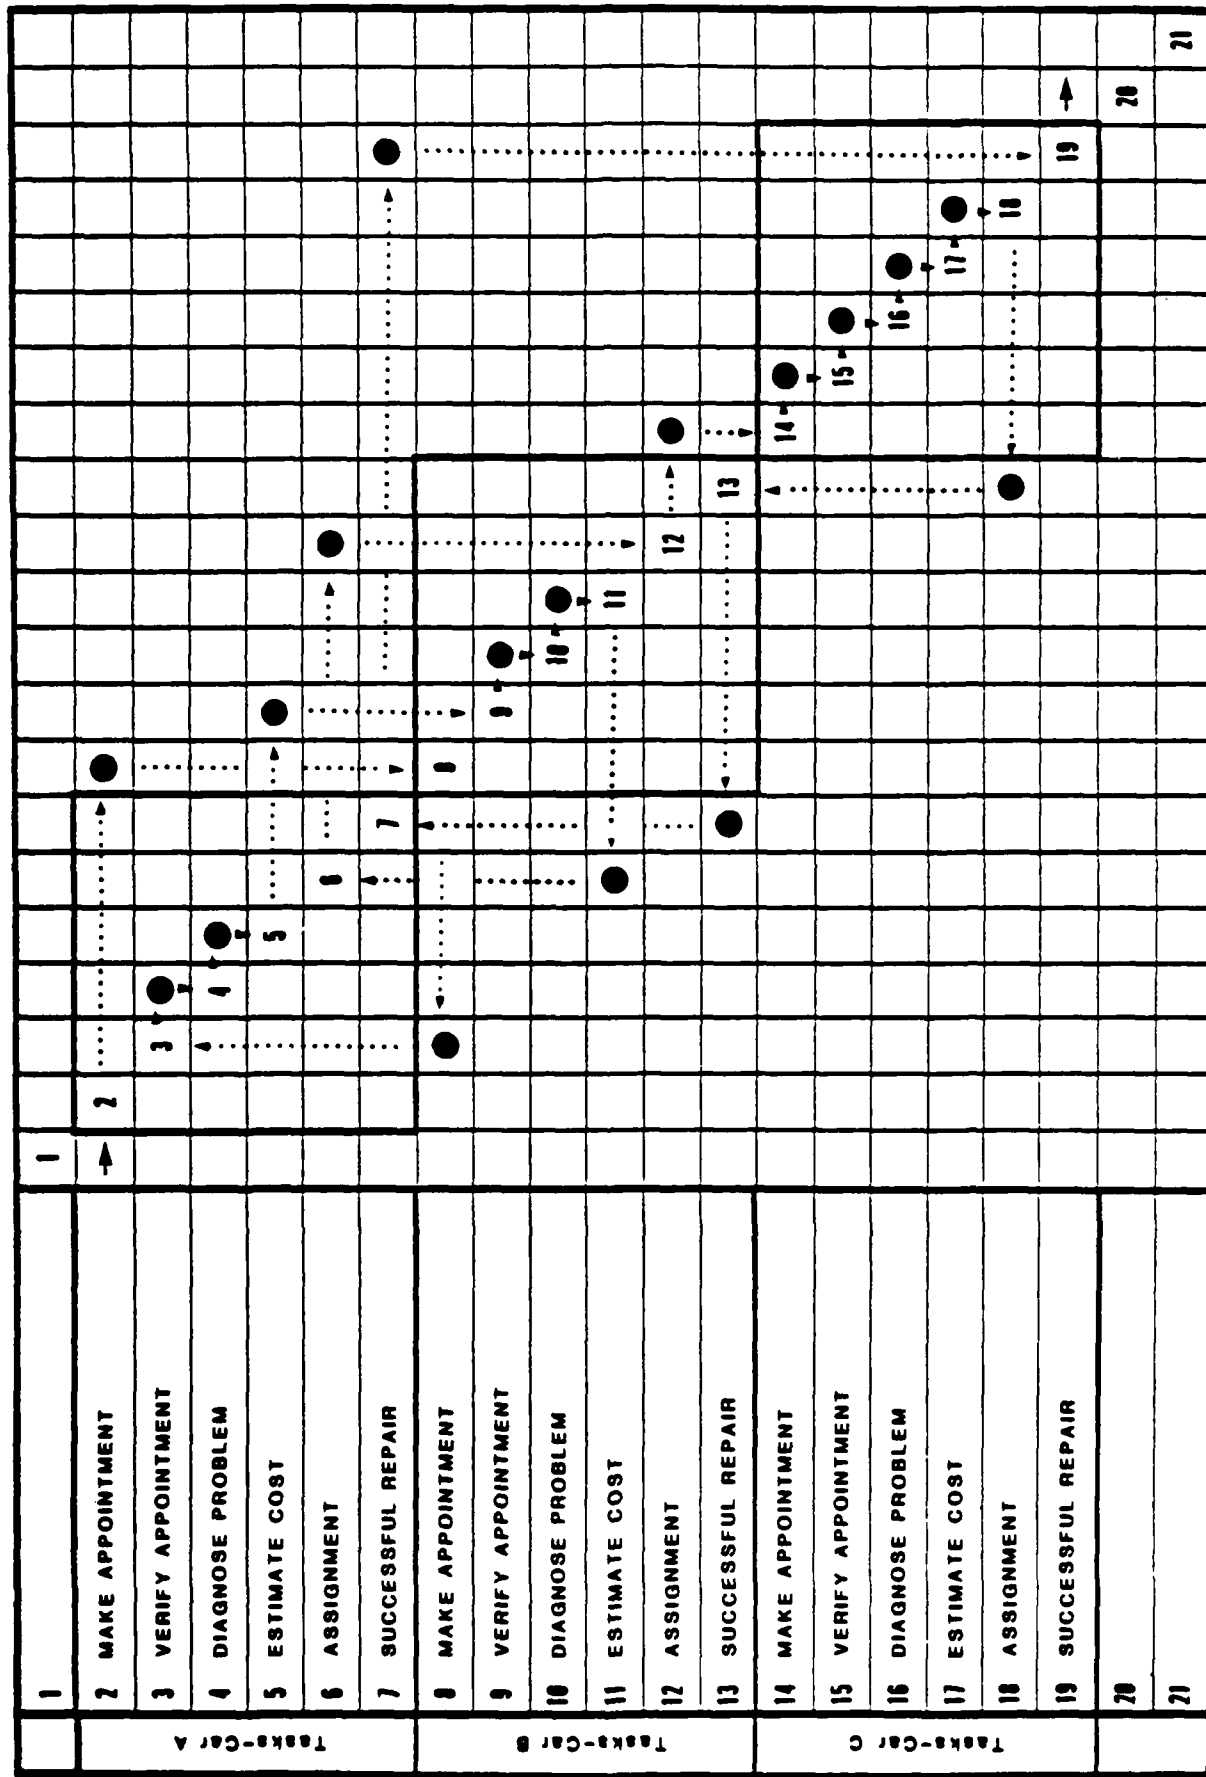 1
2 MAKE APPOINTMENT
3 VERIFY APPOINTMENT
4 DIAGNOSE PROBLEM
5 ESTIMATE COST
6 ASSIGNMENT
7 SUCCESSFUL REPAIR
8 MAKE APPOINTMENT
9 VERIFY APPOINTMENT
10 DIAGNOSE PROBLEM
11 ESTIMATE COST
12 ASSIGNMENT
13 SUCCESSFUL REPAIR
14 MAKE APPOINTMENT
15 VERIFY APPOINTMENT
16 DIAGNOSE PROBLEM
17 ESTIMATE COST
18 ASSIGNMENT
19 SUCCESSFUL REPAIR
20
21
Tasks-Car A
Tasks-Car B
Tasks-Car C
1
2
3
4
5
6
7
8
9
10
11
12
13
14
15
16
17
18
19
20
21